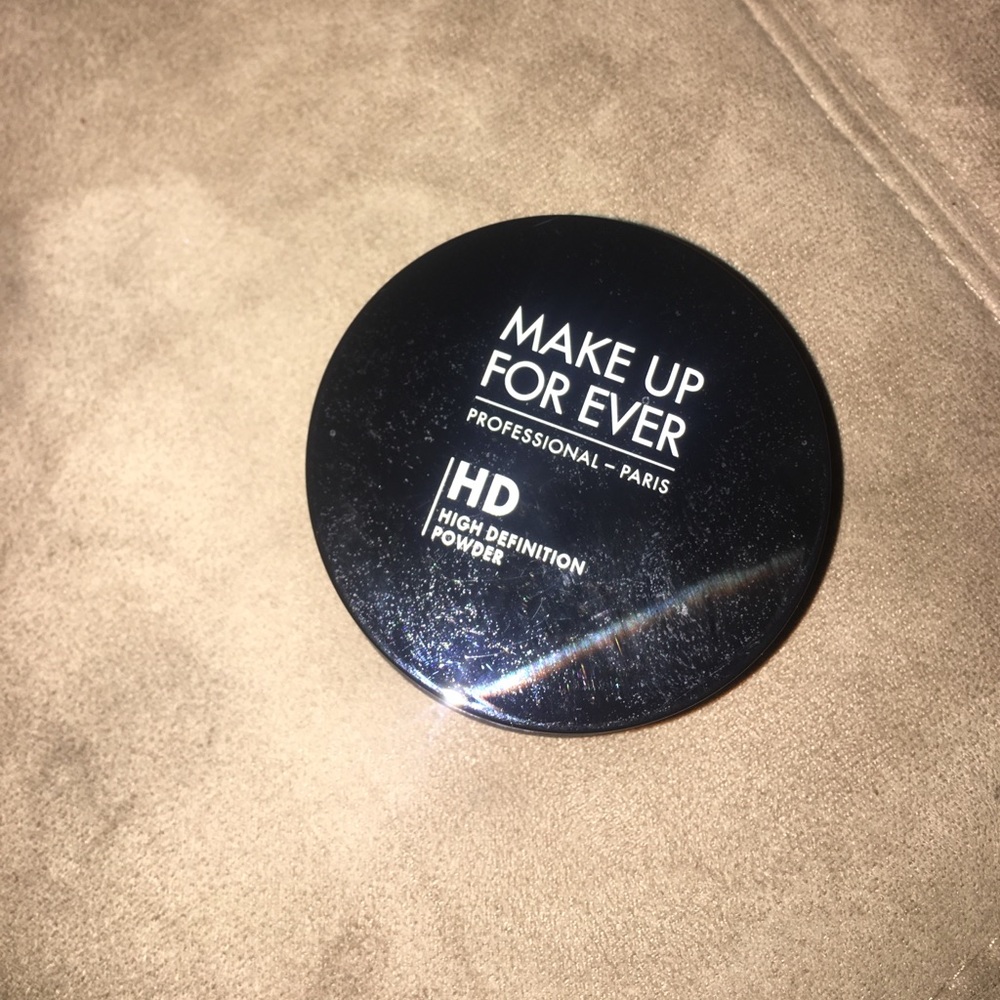 MAKE UP
FOR EVER
PROFESSIONAL – PARIS
HD
HIGH DEFINITION
POWDER